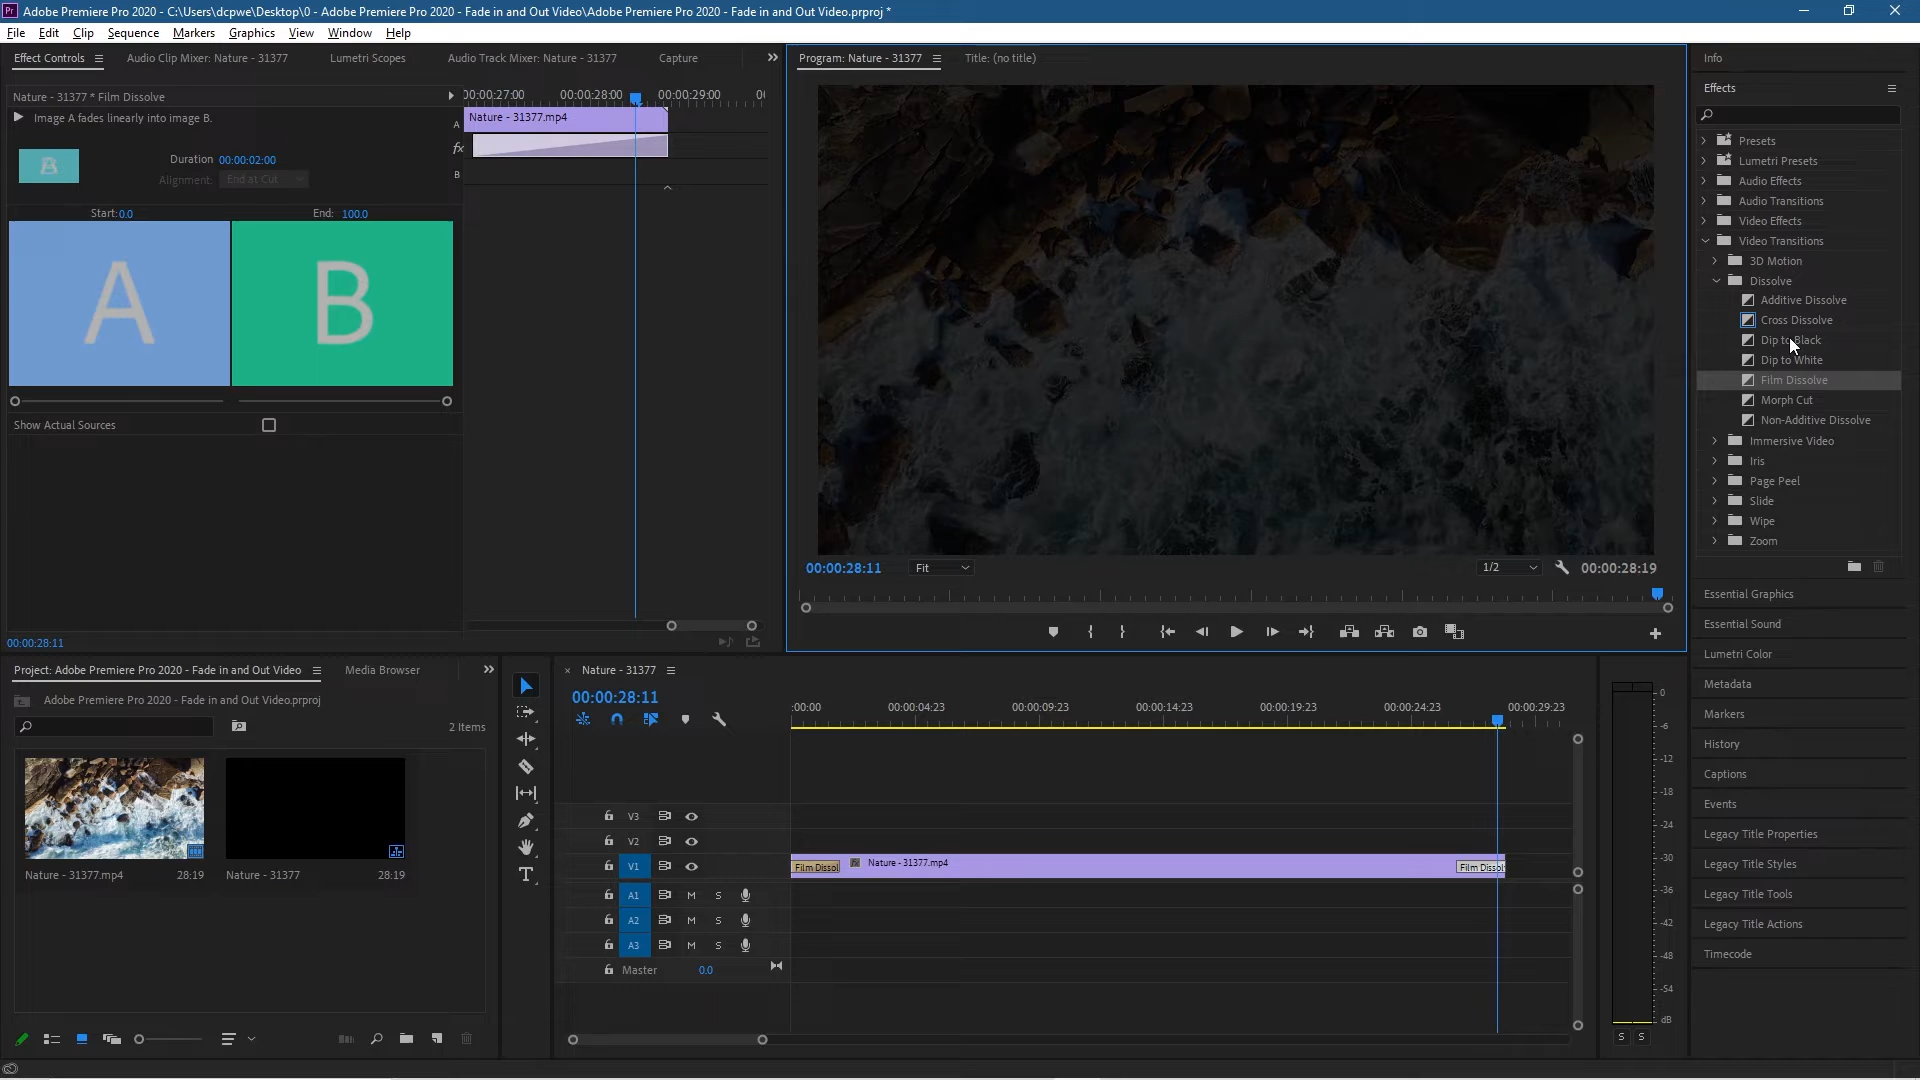 Adobe Premiere Pro 2020 - C:\Users\dcpwe\Desktop\0 - Adobe Premiere Pro 2020 - Fade in and Out Video\Adobe Premiere Pro 2020 - Fade in and Out Video.prproj *
File Edit Clip Sequence Markers Graphics View Window Help
Effect Controls Audio Clip Mixer: Nature - 31377 Lumetri Scopes Audio Track Mixer: Nature - 31377 Capture
Nature - 31377 * Film Dissolve
00:00:27:00 00:00:28:00 00:00:29:00
Image A fades linearly into image B.
A Nature - 31377.mp4
fx
B
Duration 00:00:02:00
Alignment: End at Cut
Start: 0.0 End: 100.0
A B
Show Actual Sources
00:00:28:11
Program: Nature - 31377 Title: (no title)
00:00:28:11 Fit 1/2 00:00:28:19
Info
Effects
Presets
Lumetri Presets
Audio Effects
Audio Transitions
Video Effects
Video Transitions
3D Motion
Dissolve
Additive Dissolve
Cross Dissolve
Dip to Black
Dip to White
Film Dissolve
Morph Cut
Non-Additive Dissolve
Immersive Video
Iris
Page Peel
Slide
Wipe
Zoom
Essential Graphics
Essential Sound
Lumetri Color
Metadata
Markers
History
Captions
Events
Legacy Title Properties
Legacy Title Styles
Legacy Title Tools
Legacy Title Actions
Timecode
Project: Adobe Premiere Pro 2020 - Fade in and Out Video Media Browser
Adobe Premiere Pro 2020 - Fade in and Out Video.prproj
2 Items
Nature - 31377.mp4 28:19 Nature - 31377 28:19
Nature - 31377
00:00:28:11
:00:00 00:00:04:23 00:00:09:23 00:00:14:23 00:00:19:23 00:00:24:23 00:00:29:23
V3
V2
V1 Film Dissol fx Nature - 31377.mp4 Film Dissol
A1 M S
A2 M S
A3 M S
Master 0.0
0
-6
-12
-18
-24
-30
-36
-42
-48
-54
dB
S S